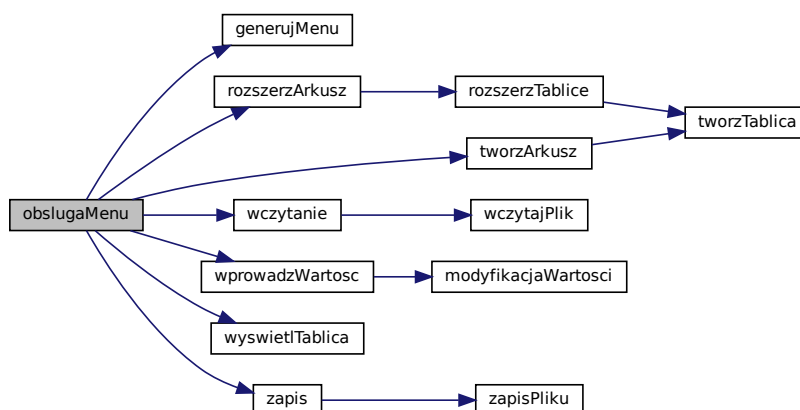 generujMenu
rozszerzArkusz
rozszerzTablice
tworzTablica
tworzArkusz
obslugaMenu
wczytanie
wczytajPlik
wprowadzWartosc
modyfikacjaWartosci
wyswietlTablica
zapis
zapisPliku